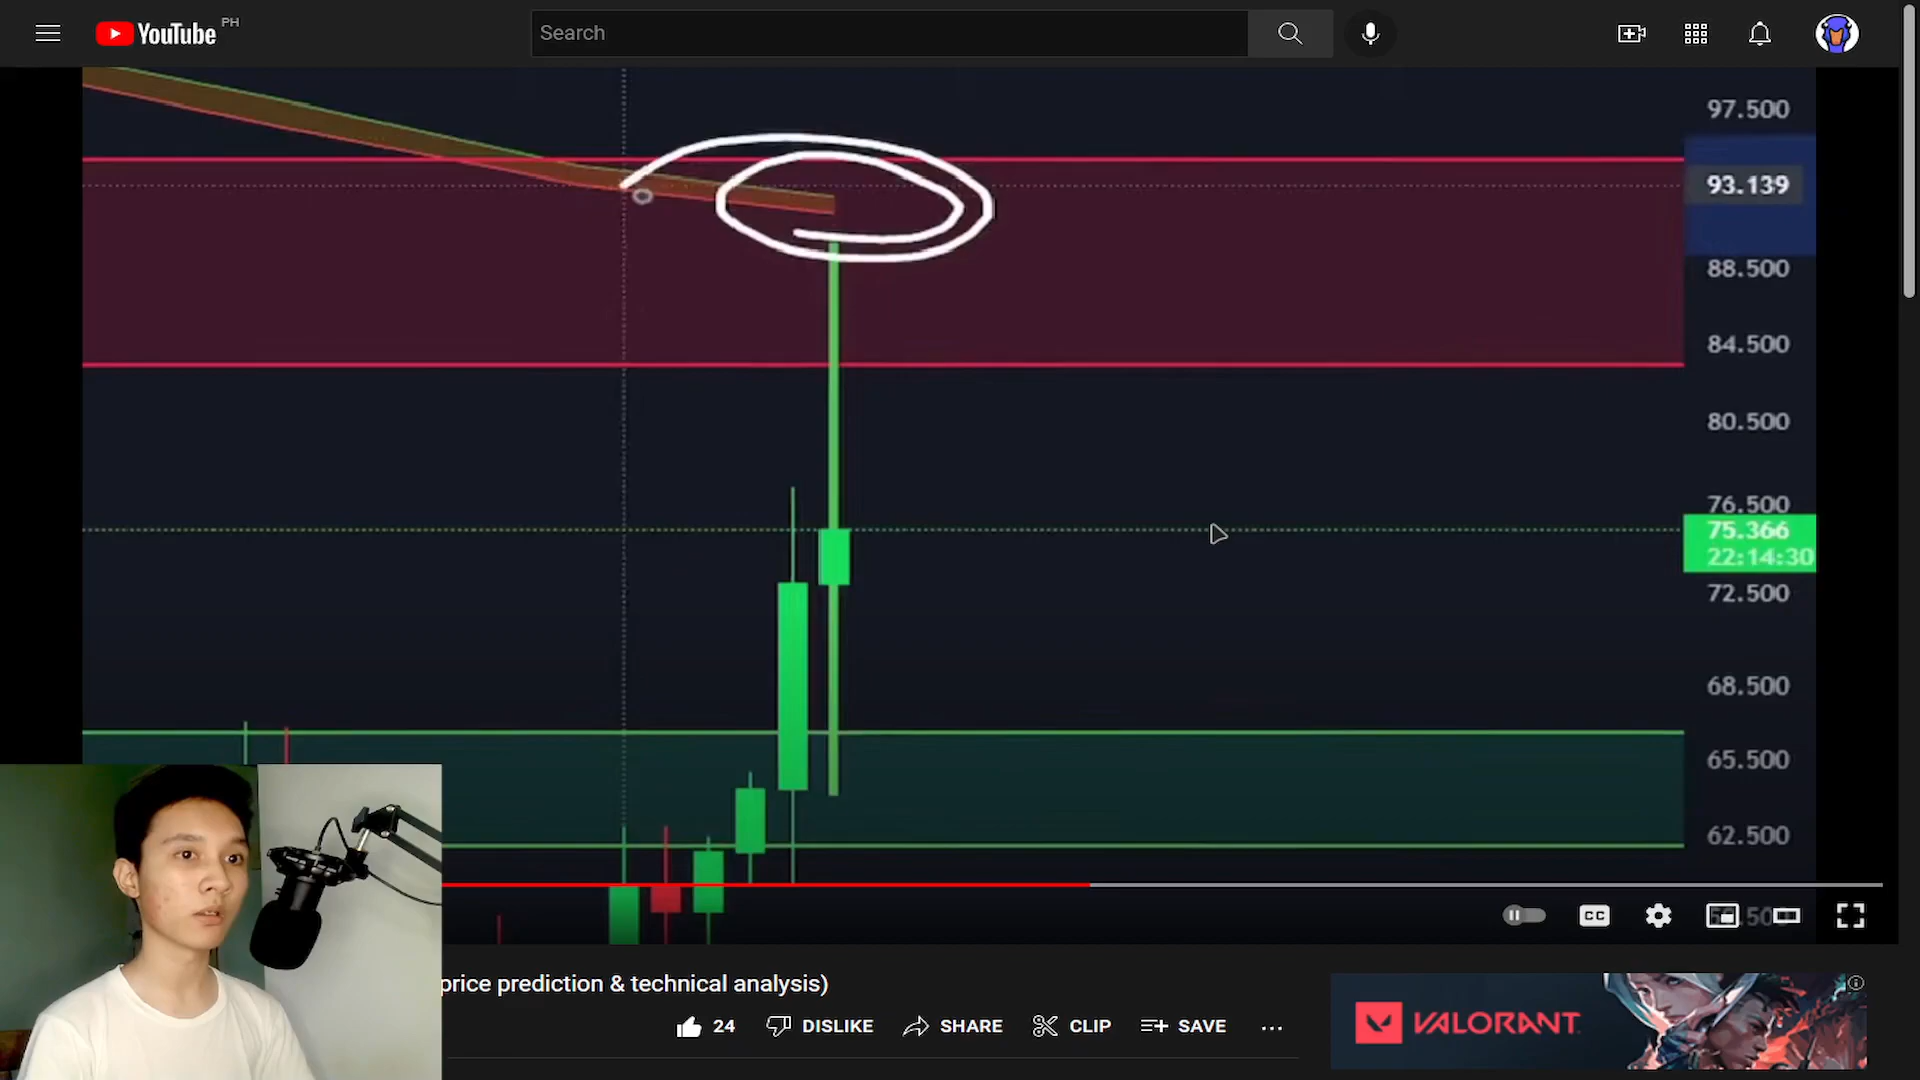 YouTube PH
Search
97.500
93.139
88.500
84.500
80.500
76.500
75.366
22:14:30
72.500
68.500
65.500
62.500
CC
price prediction & technical analysis)
24 DISLIKE SHARE CLIP SAVE
VALORANT